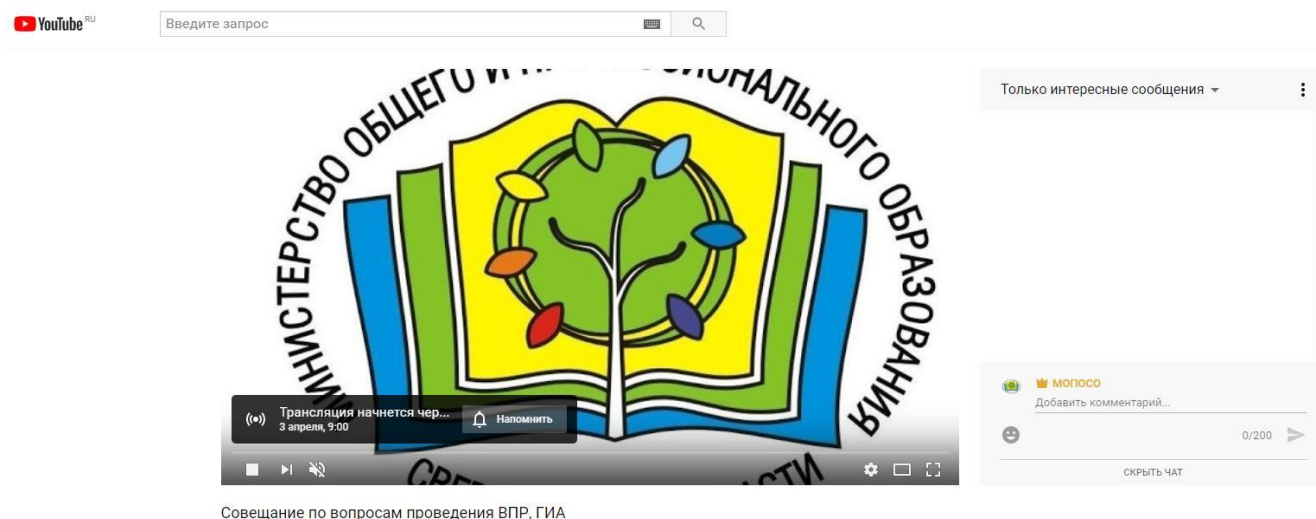 YouTube RU
Введите запрос
МИНИСТЕРСТВО ОБЩЕГО И ОБРАЗОВАНИЯ
Только интересные сообщения
МОПОСО
Добавить комментарий...
0/200
СКРЫТЬ ЧАТ
Трансляция начнется чер...
3 апреля, 9:00
Напомнить
Совещание по вопросам проведения ВПР, ГИА